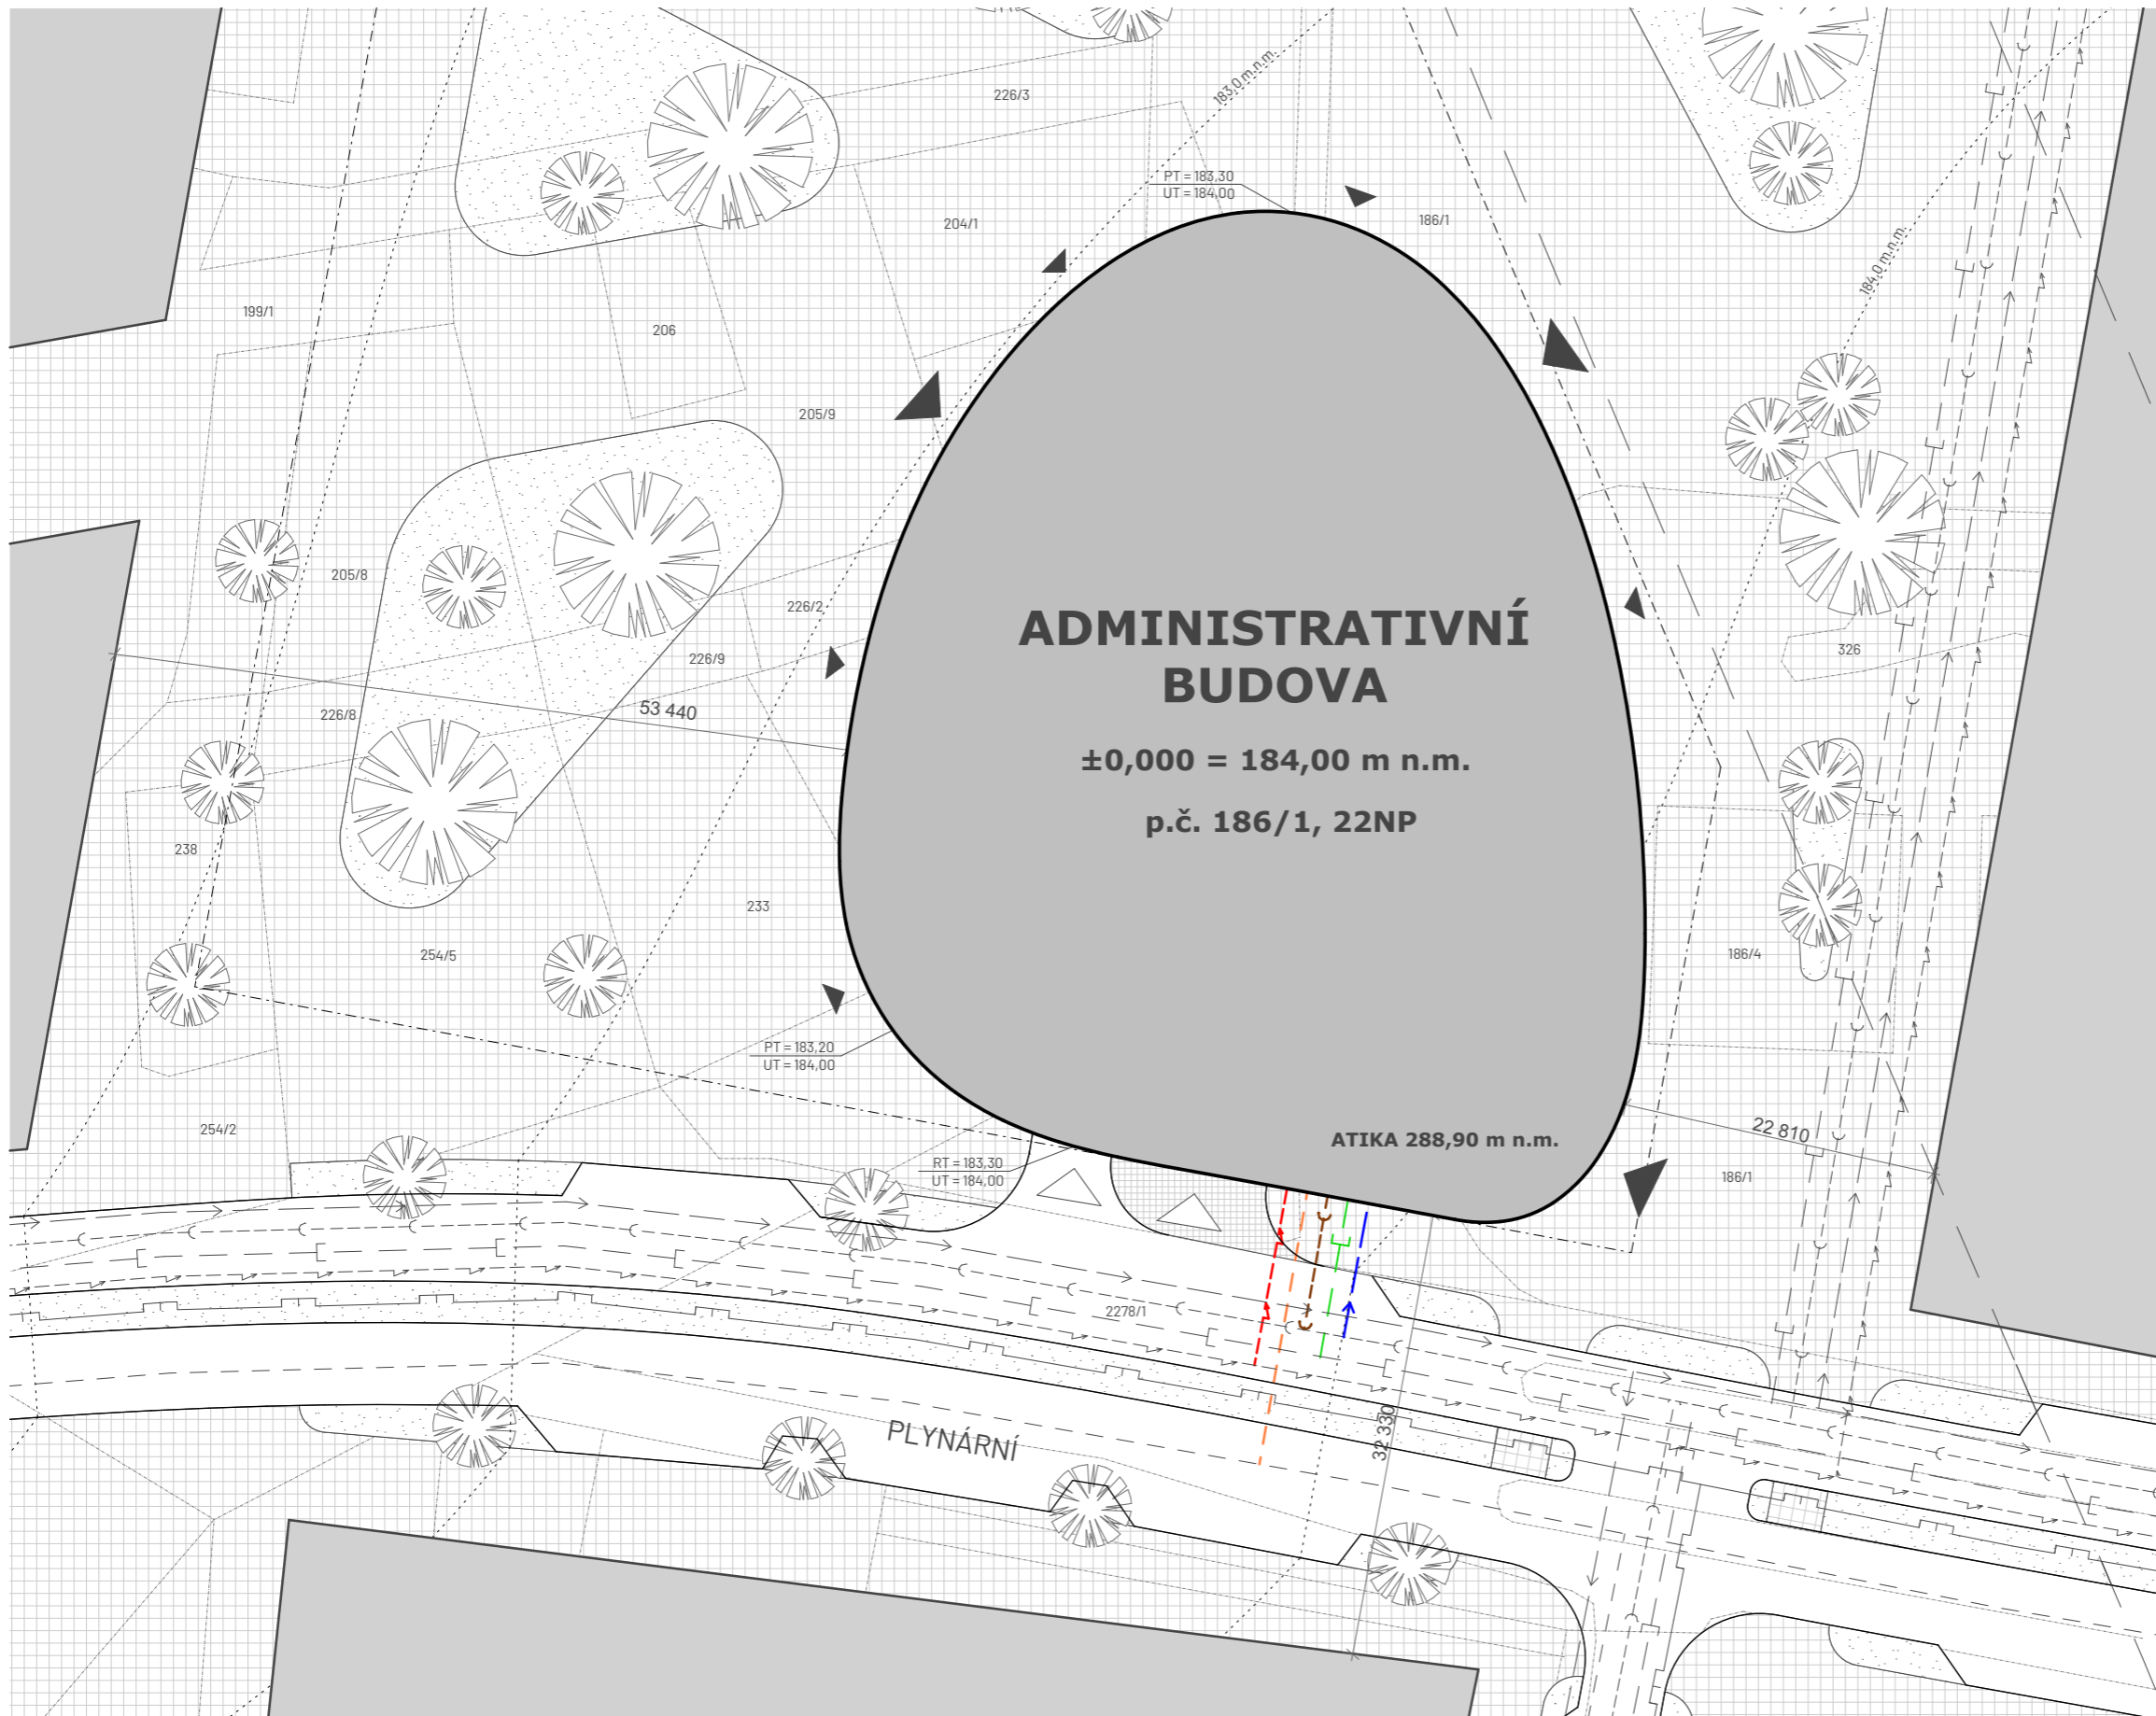 226/3
183,0 m.n.m.
PT = 183,30
UT = 184,00
204/1
186/1
184,0 m.n.m.
199/1
206
205/9
205/8
226/2
226/9
226/8
53 440
ADMINISTRATIVNÍ
BUDOVA
±0,000 = 184,00 m n.m.
p.č. 186/1, 22NP
326
238
233
254/5
186/4
PT = 183,20
UT = 184,00
254/2
ATIKA 288,90 m n.m.
22 810
RT = 183,30
UT = 184,00
186/1
2278/1
PLYNÁRNÍ
32 330